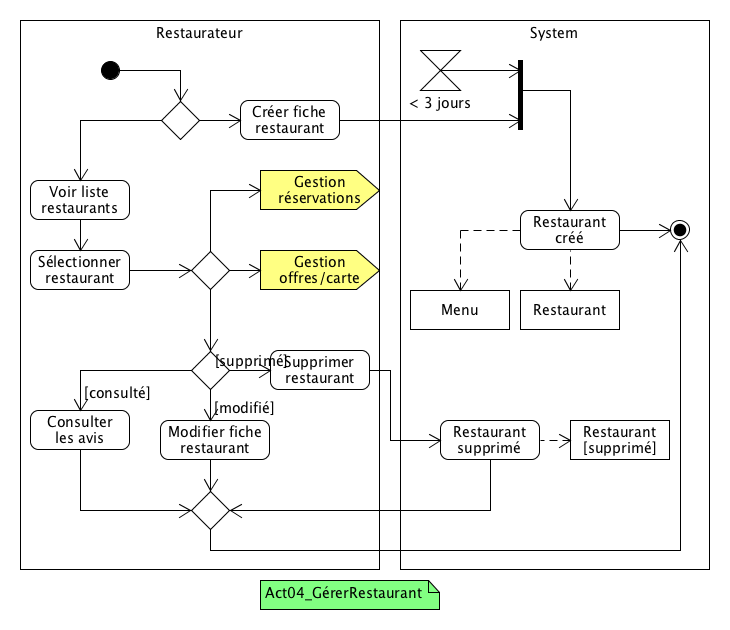 Restaurateur
System
< 3 jours
Créer fiche
restaurant
Voir liste
restaurants
Gestion
réservations
Restaurant
créé
Sélectionner
restaurant
Gestion
offres/carte
Menu
Restaurant
[supprimé]
Supprimer
restaurant
[consulté]
[modifié]
Consulter
les avis
Modifier fiche
restaurant
Restaurant
supprimé
Restaurant
[supprimé]
Act04_GérerRestaurant